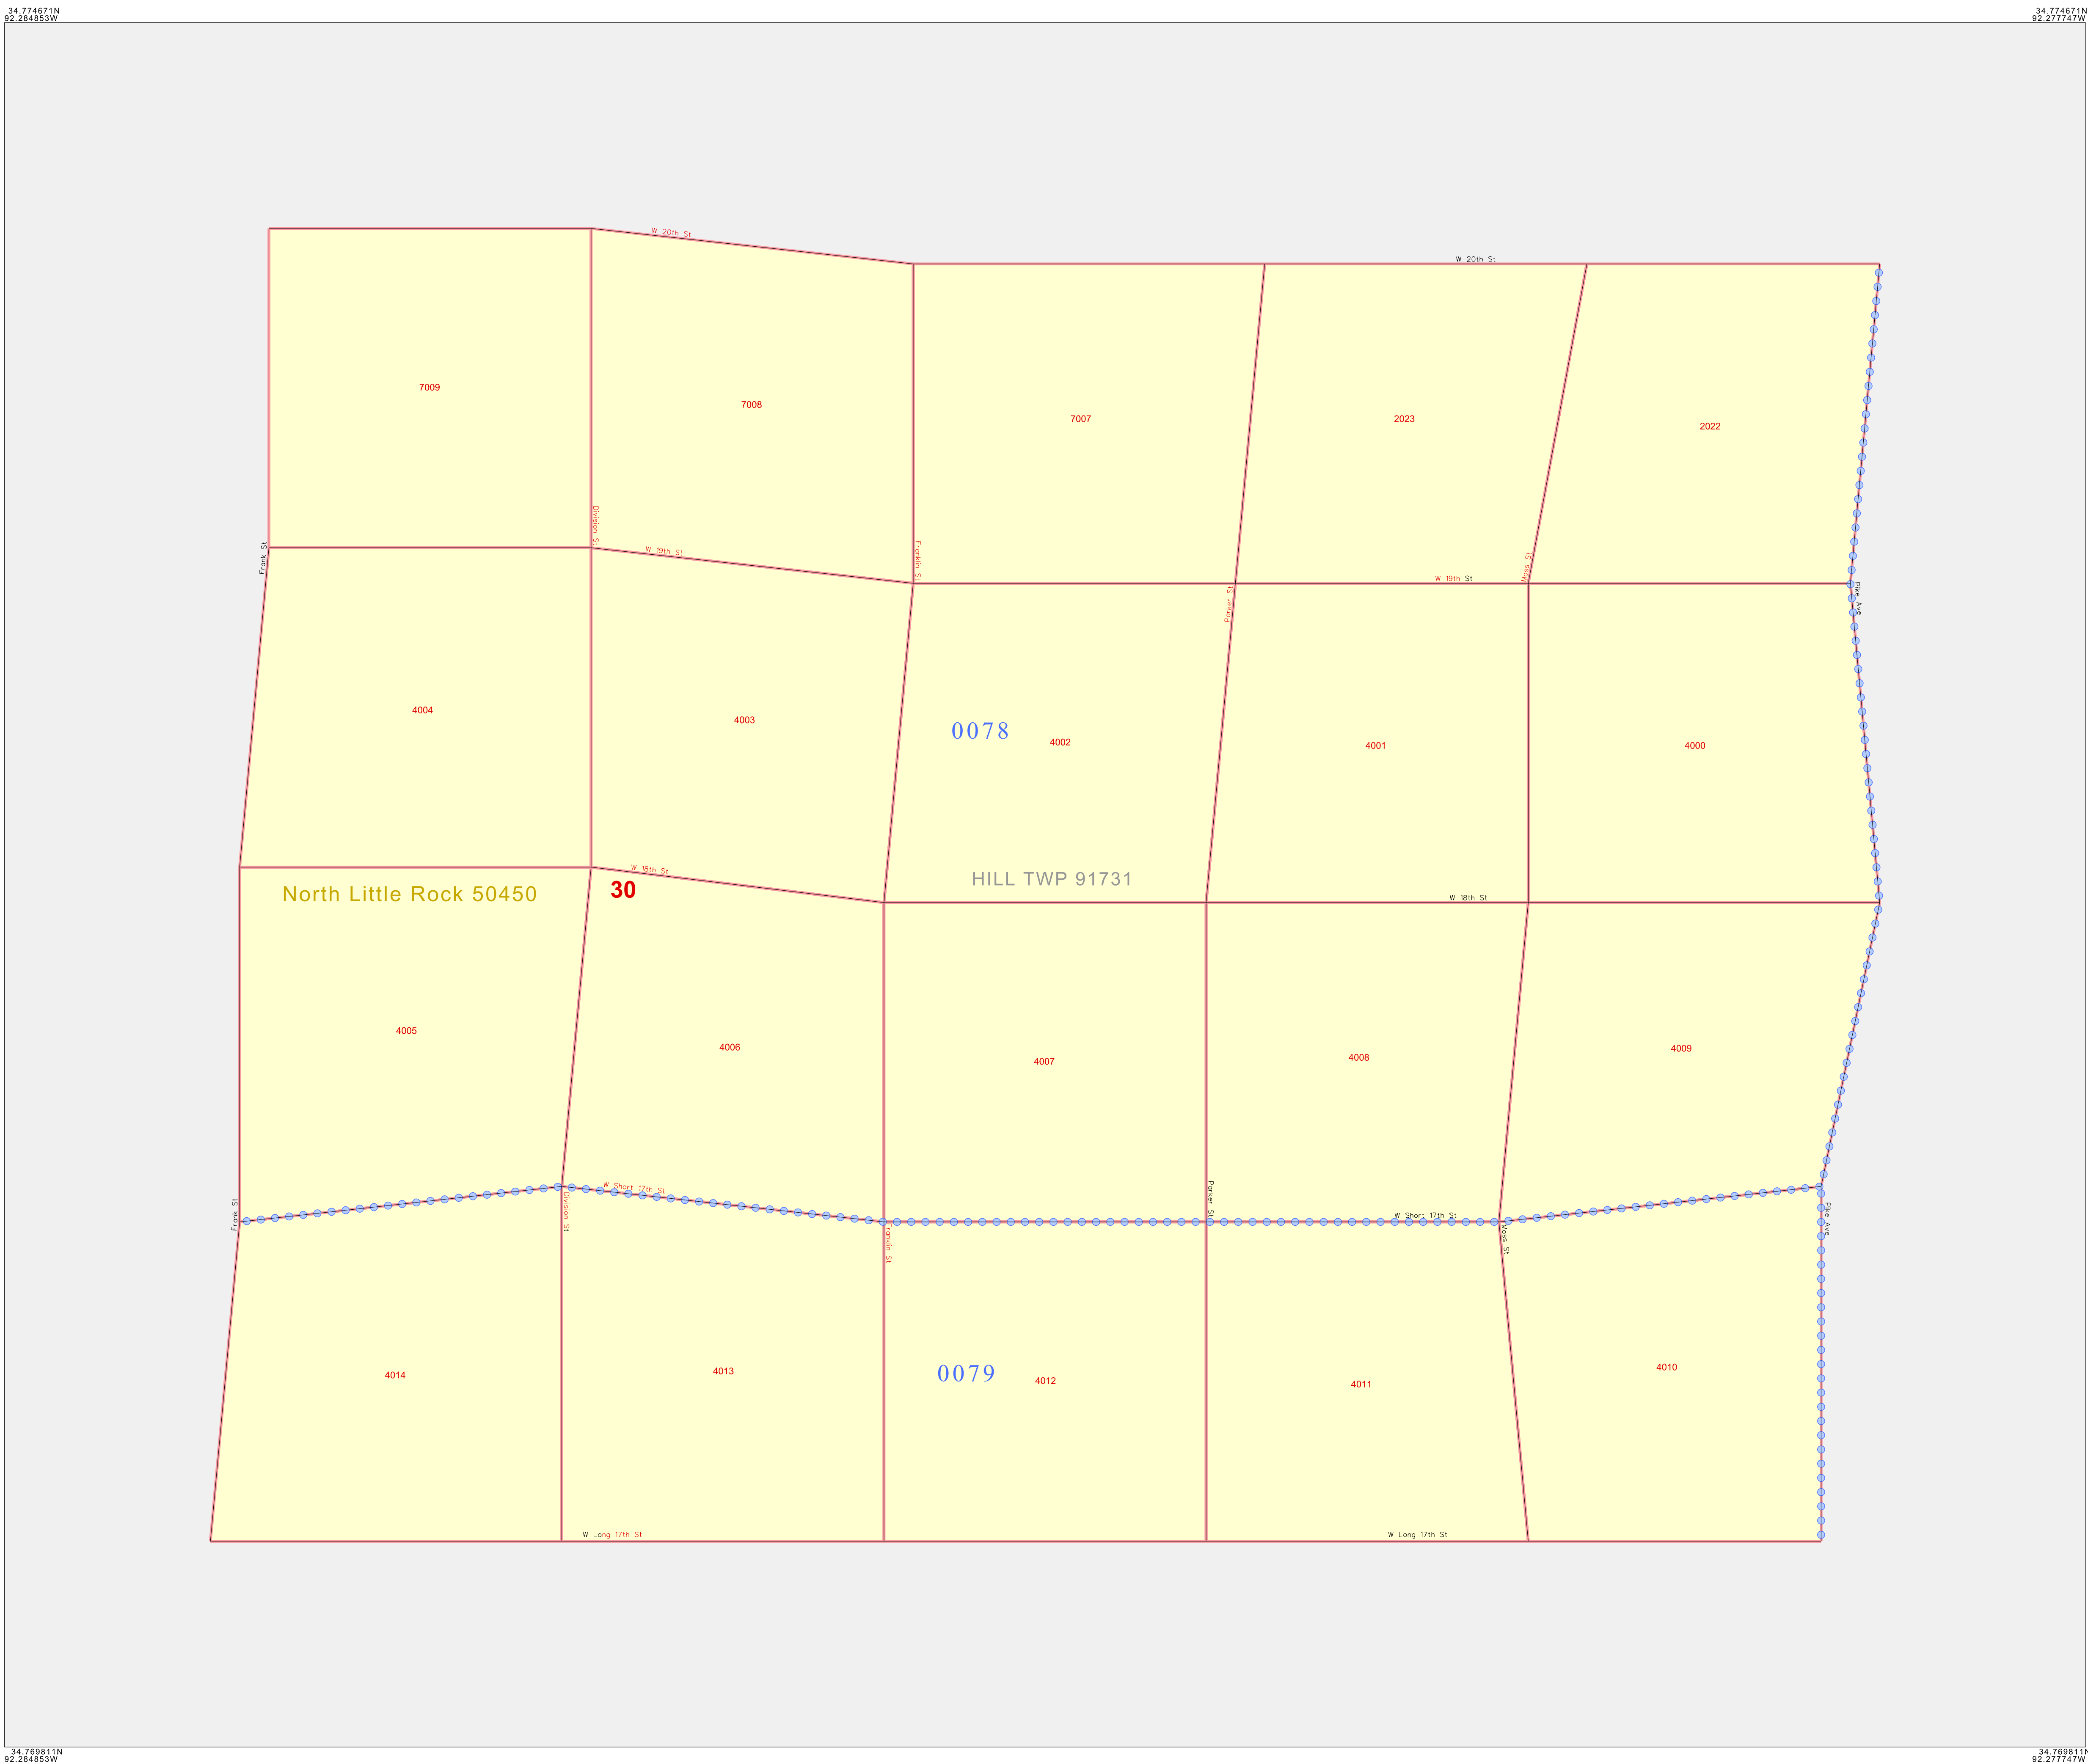 34.774671N
92.284853W
34.774671N
92.277747W
W 20th St
W 20th St
7009
7008
7007
2023
2022
Division St
Frank St
W 19th St
Franklin St
Moss St
W 19th St
Parker St
Pike Ave
4004
4003
0078
4002
4001
4000
W 18th St
HILL TWP 91731
North Little Rock 50450
30
W 18th St
4005
4006
4007
4008
4009
W Short 17th St
Frank St
Division St
Parker St
W Short 17th St
Franklin St
Moss St
Pike Ave
4014
4013
0079
4012
4011
4010
W Long 17th St
W Long 17th St
34.769811N
92.284853W
34.769811N
92.277747W